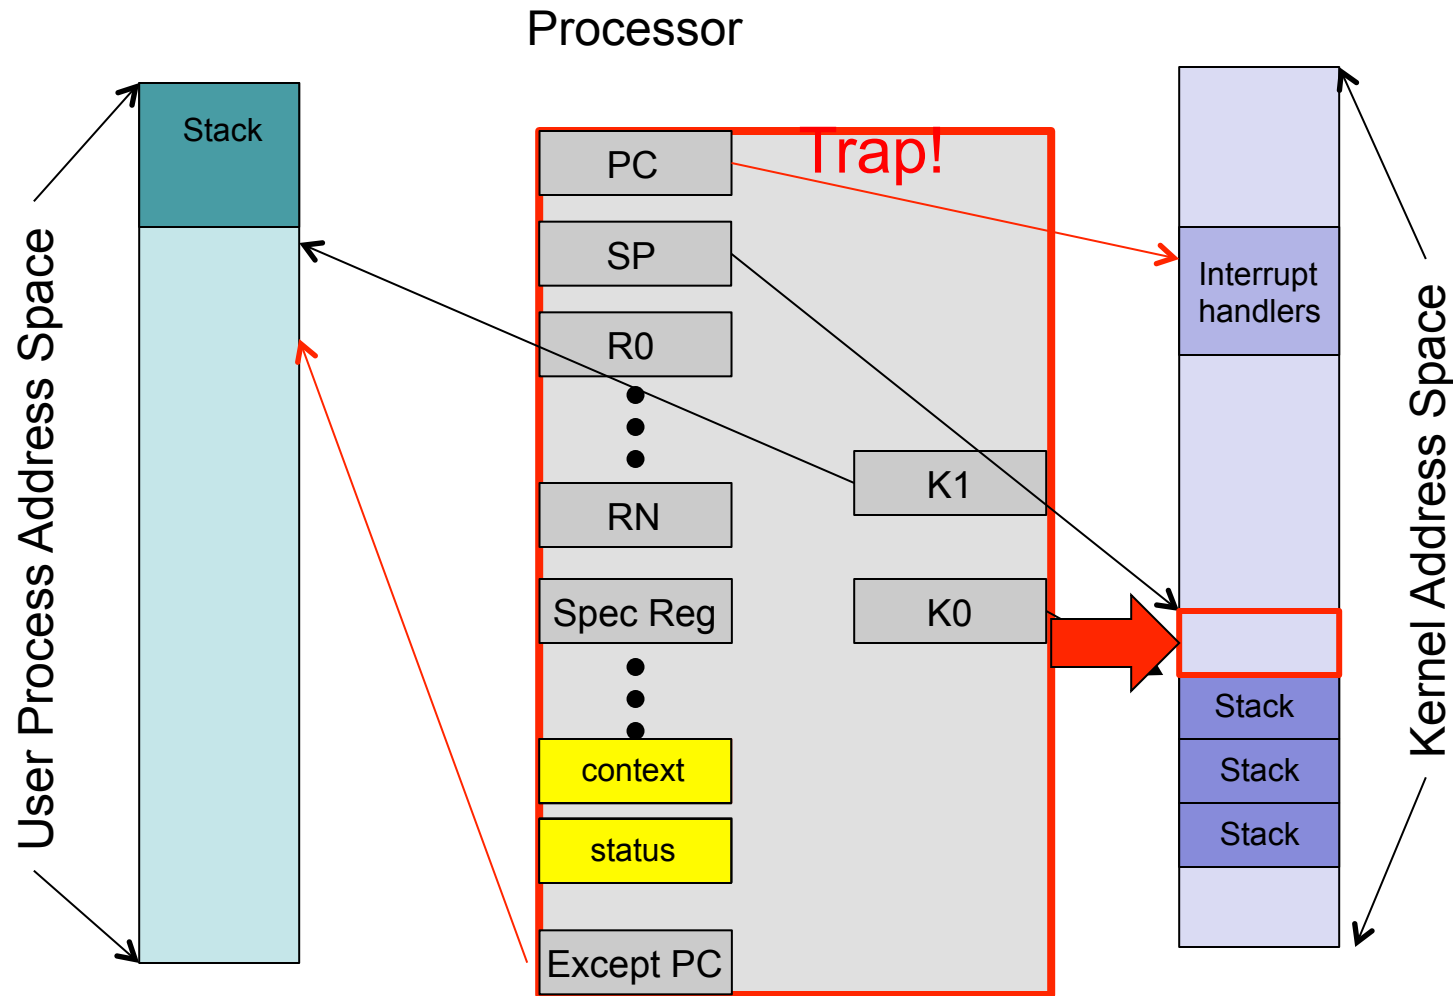 Processor
User Process Address Space
Stack
Trap!
PC
SP
R0
RN
Spec Reg
context
status
Except PC
K1
K0
Interrupt
handlers
Stack
Stack
Stack
Kernel Address Space